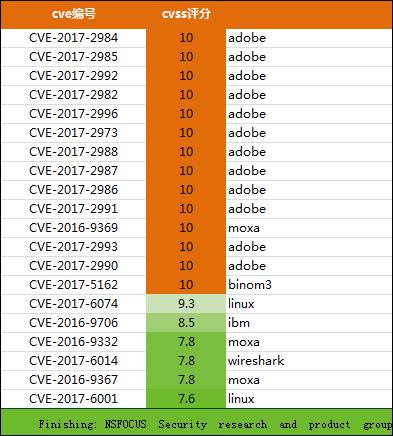 cve编号 cvss评分
CVE-2017-2984 10 adobe
CVE-2017-2985 10 adobe
CVE-2017-2992 10 adobe
CVE-2017-2982 10 adobe
CVE-2017-2996 10 adobe
CVE-2017-2973 10 adobe
CVE-2017-2988 10 adobe
CVE-2017-2987 10 adobe
CVE-2017-2986 10 adobe
CVE-2017-2991 10 adobe
CVE-2016-9369 10 moxa
CVE-2017-2993 10 adobe
CVE-2017-2990 10 adobe
CVE-2017-5162 10 binom3
CVE-2017-6074 9.3 linux
CVE-2016-9706 8.5 ibm
CVE-2016-9332 7.8 moxa
CVE-2017-6014 7.8 wireshark
CVE-2016-9367 7.8 moxa
CVE-2017-6001 7.6 linux
Finishing: NSFOCUS Security research and product group